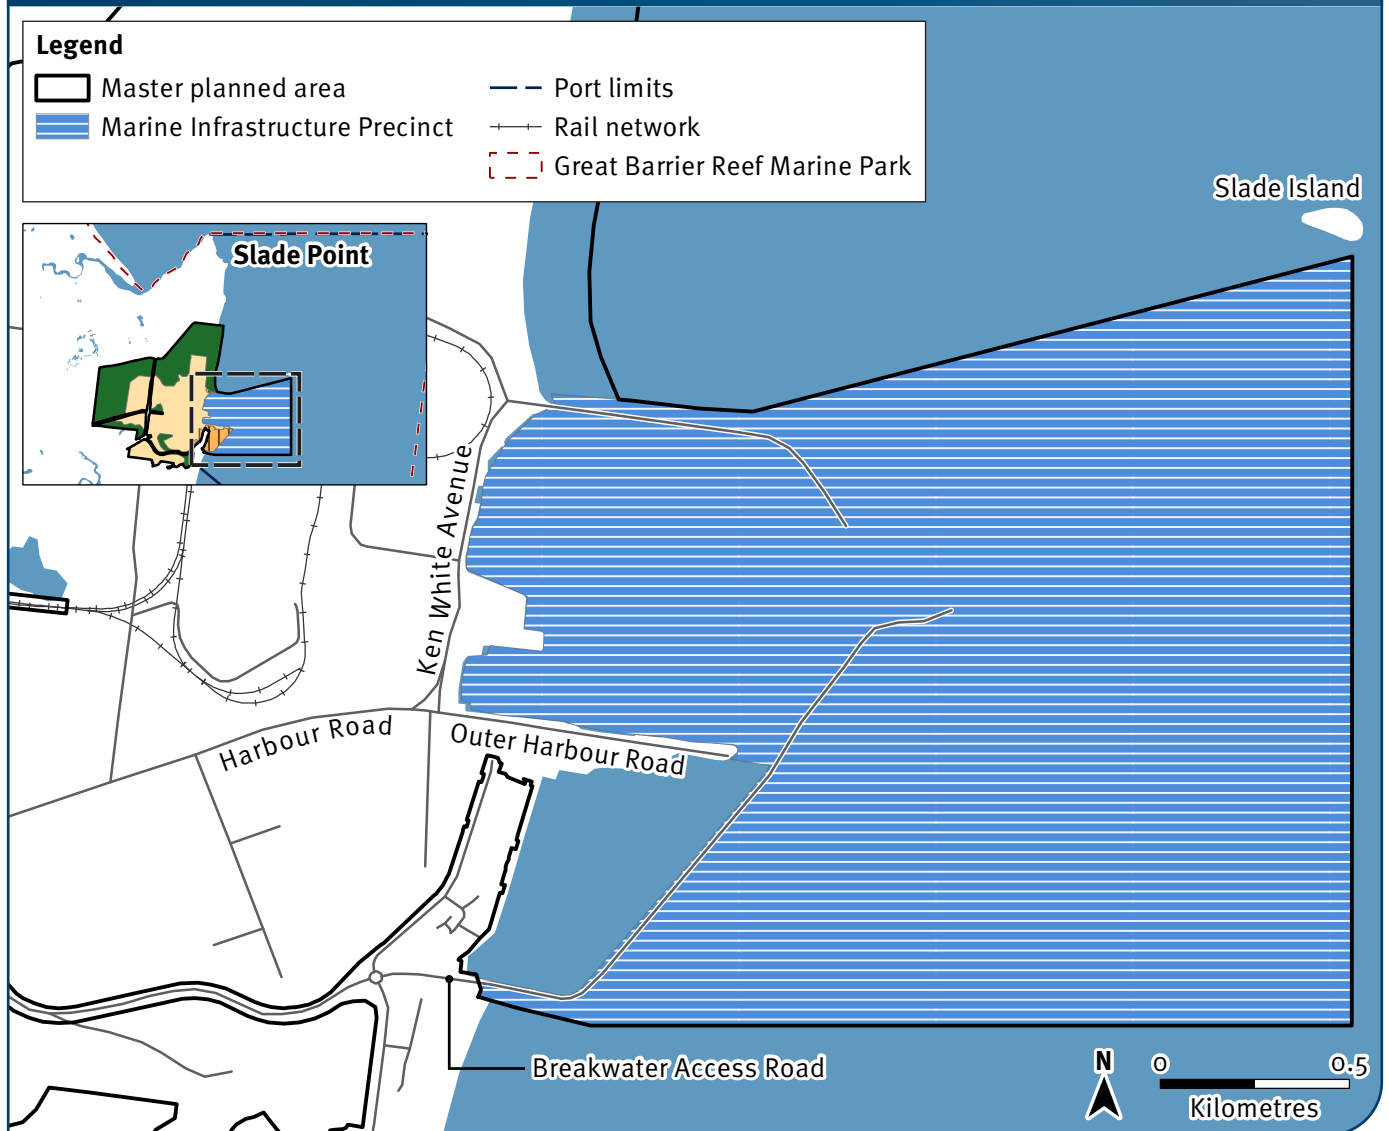 Legend
Master planned area
Marine Infrastructure Precinct
Port limits
Rail network
Great Barrier Reef Marine Park
Slade Island
Slade Point
Ken White Avenue
Harbour Road
Outer Harbour Road
Breakwater Access Road
N
0 0.5
Kilometres